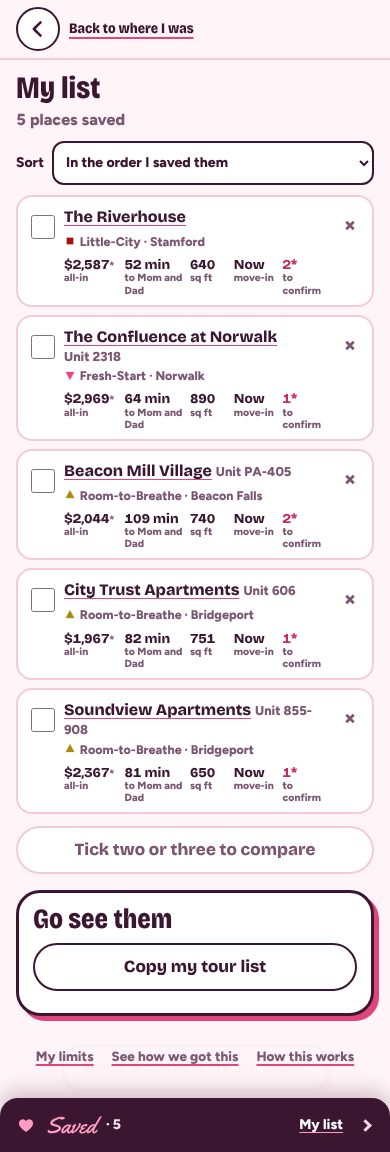 Back to where I was
My list
5 places saved
Sort In the order I saved them
The Riverhouse ×
Little-City · Stamford
$2,587* 52 min 640 Now 2*
all-in to Mom and sq ft move-in to
Dad confirm
The Confluence at Norwalk ×
Unit 2318
Fresh-Start · Norwalk
$2,969* 64 min 890 Now 1*
all-in to Mom and sq ft move-in to
Dad confirm
Beacon Mill Village Unit PA-405 ×
Room-to-Breathe · Beacon Falls
$2,044* 109 min 740 Now 2*
all-in to Mom and sq ft move-in to
Dad confirm
City Trust Apartments Unit 606 ×
Room-to-Breathe · Bridgeport
$1,967* 82 min 751 Now 1*
all-in to Mom and sq ft move-in to
Dad confirm
Soundview Apartments Unit 855- ×
908
Room-to-Breathe · Bridgeport
$2,367* 81 min 650 Now 1*
all-in to Mom and sq ft move-in to
Dad confirm
Tick two or three to compare
Go see them
Copy my tour list
My limits See how we got this How this works
Saved · 5 My list